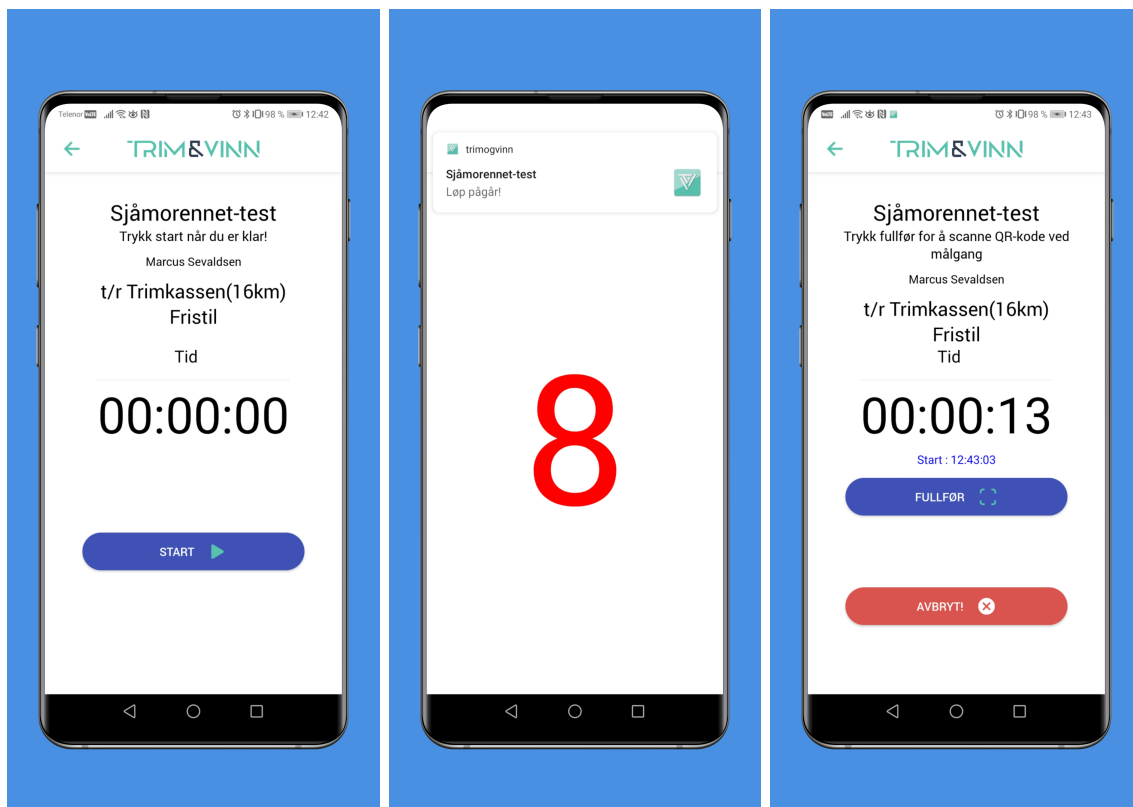 Telenor VoLTE 98 % 12:42
TRIM&VINN
Sjåmorennet-test
Trykk start når du er klar!
Marcus Sevaldsen
t/r Trimkassen(16km)
Fristil
Tid
00:00:00
START
trimogvinn
Sjåmorennet-test
Løp pågår!
8
98 % 12:43
TRIM&VINN
Sjåmorennet-test
Trykk fullfør for å scanne QR-kode ved
målgang
Marcus Sevaldsen
t/r Trimkassen(16km)
Fristil
Tid
00:00:13
Start : 12:43:03
FULLFØR
AVBRYT!